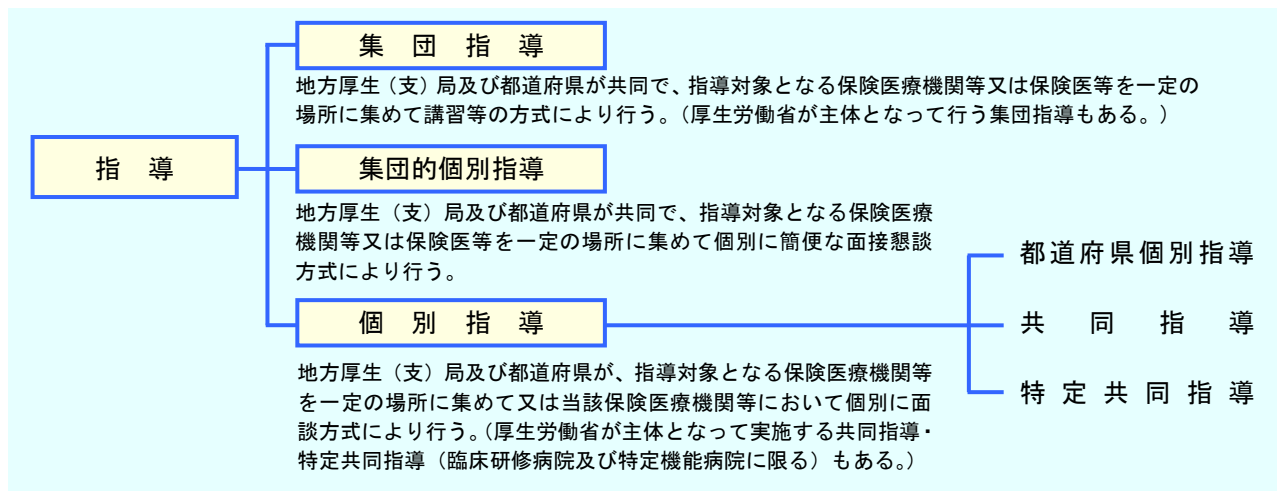 集団指導
地方厚生（支）局及び都道府県が共同で、指導対象となる保険医療機関等又は保険医等を一定の
場所に集めて講習等の方式により行う。（厚生労働省が主体となって行う集団指導もある。）
指導
集団的個別指導
地方厚生（支）局及び都道府県が共同で、指導対象となる保険医療
機関等又は保険医等を一定の場所に集めて個別に簡便な面接懇談
方式により行う。
個別指導
地方厚生（支）局及び都道府県が、指導対象となる保険医療機関等
を一定の場所に集めて又は当該保険医療機関等において個別に面
談方式により行う。（厚生労働省が主体となって実施する共同指導・
特定共同指導（臨床研修病院及び特定機能病院に限る）もある。）
都道府県個別指導
共同指導
特定共同指導